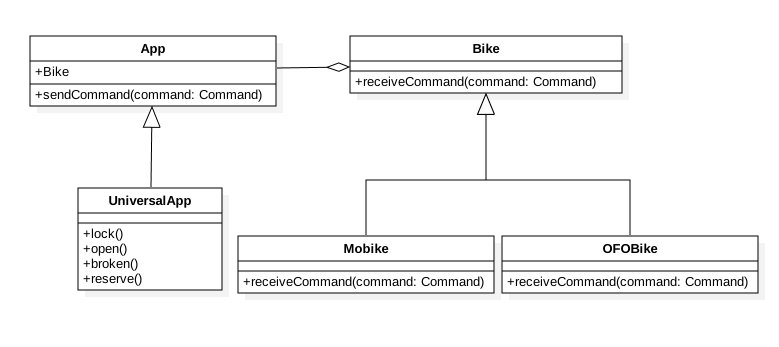 App
+Bike
+sendCommand(command: Command)
Bike
+receiveCommand(command: Command)
UniversalApp
+lock()
+open()
+broken()
+reserve()
Mobike
+receiveCommand(command: Command)
OFOBike
+receiveCommand(command: Command)